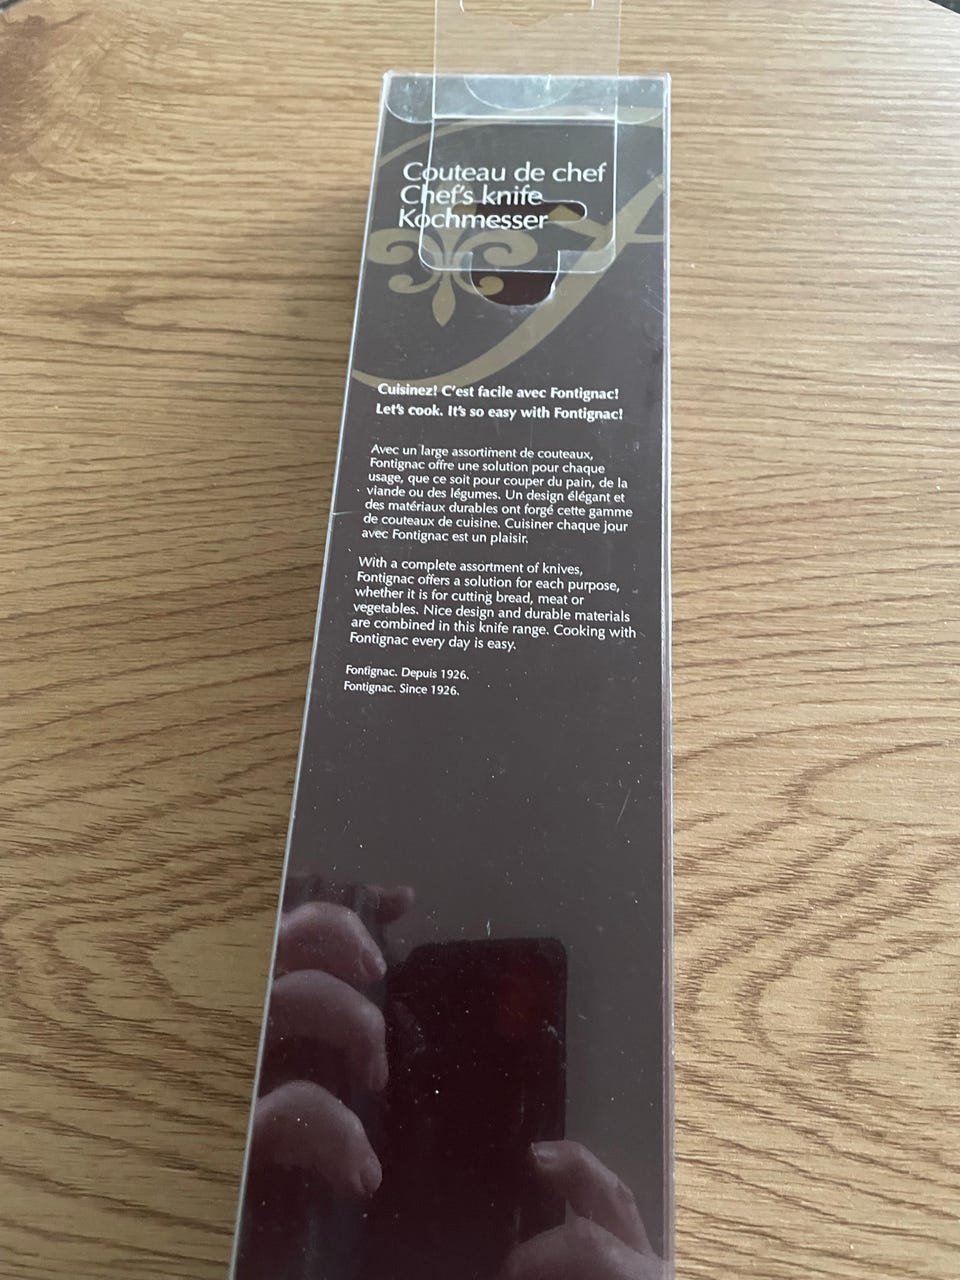 Couteau de chef
Chef's knife
Kochmesser
Cuisinez! C'est facile avec Fontignac!
Let's cook. It's so easy with Fontignac!
Avec un large assortiment de couteaux,
Fontignac offre une solution pour chaque
usage, que ce soit pour couper du pain, de la
viande ou des légumes. Un design élégant et
des matériaux durables ont forgé cette gamme
de couteaux de cuisine. Cuisiner chaque jour
avec Fontignac est un plaisir.
With a complete assortment of knives,
Fontignac offers a solution for each purpose,
whether it is for cutting bread, meat or
vegetables. Nice design and durable materials
are combined in this knife range. Cooking with
Fontignac every day is easy.
Fontignac. Depuis 1926.
Fontignac. Since 1926.